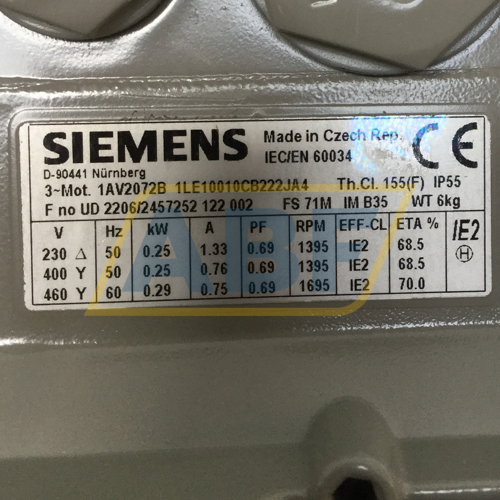 SIEMENS
Made in Czech Rep.
IEC/EN 60034
CE
D-90441 Nürnberg
3~Mot. 1AV2072B 1LE10010CB222JA4 Th.Cl. 155(F) IP55
F no UD 2206/2457252 122 002 FS 71M IM B35 WT 6kg
V Hz kW A PF RPM EFF-CL ETA % IE2
230 Δ 50 0.25 1.33 0.69 1395 IE2 68.5
H
400 Y 50 0.25 0.76 0.69 1395 IE2 68.5
460 Y 60 0.29 0.75 0.69 1695 IE2 70.0
ABF